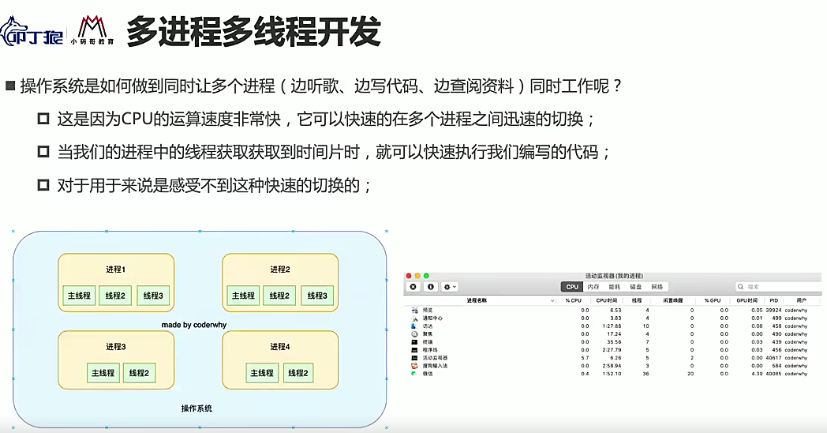 叩丁狼
小码哥教育
多进程多线程开发
操作系统是如何做到同时让多个进程（边听歌、边写代码、边查阅资料）同时工作呢？
这是因为CPU的运算速度非常快，它可以快速的在多个进程之间迅速的切换；
当我们的进程中的线程获取获取到时间片时，就可以快速执行我们编写的代码；
对于用于来说是感受不到这种快速的切换的；
进程1
主线程 线程2 线程3
进程2
主线程 线程2 线程3
made by coderwhy
进程3
主线程 线程2
进程4
主线程 线程2
操作系统
活动监视器 (我的进程)
CPU 内存 能耗 磁盘 网络
搜索
进程名称 % CPU CPU时间 线程 闲置唤醒 % GPU GPU 时间 PID 用户
预览 0.0 6.53 4 0 0.0 0.05 39924 coderwhy
通知中心 0.0 3.83 4 0 0.0 0.01 490 coderwhy
访达 0.0 1:27.88 10 0 0.0 456 coderwhy
聚焦 0.0 17.24 4 0 0.0 0.00 490 coderwhy
终端 0.0 35.56 7 0 0.0 0.03 439 coderwhy
程序坞 0.0 2:27.79 5 0 0.0 0.03 456 coderwhy
活动监视器 5.7 6.26 5 2 0.0 0.00 40617 coderwhy
搜狗输入法 0.0 2:58.94 3 0 0.0 0.00 584 coderwhy
微信 0.4 1:52.10 36 20 0.0 4.39 40085 coderwhy